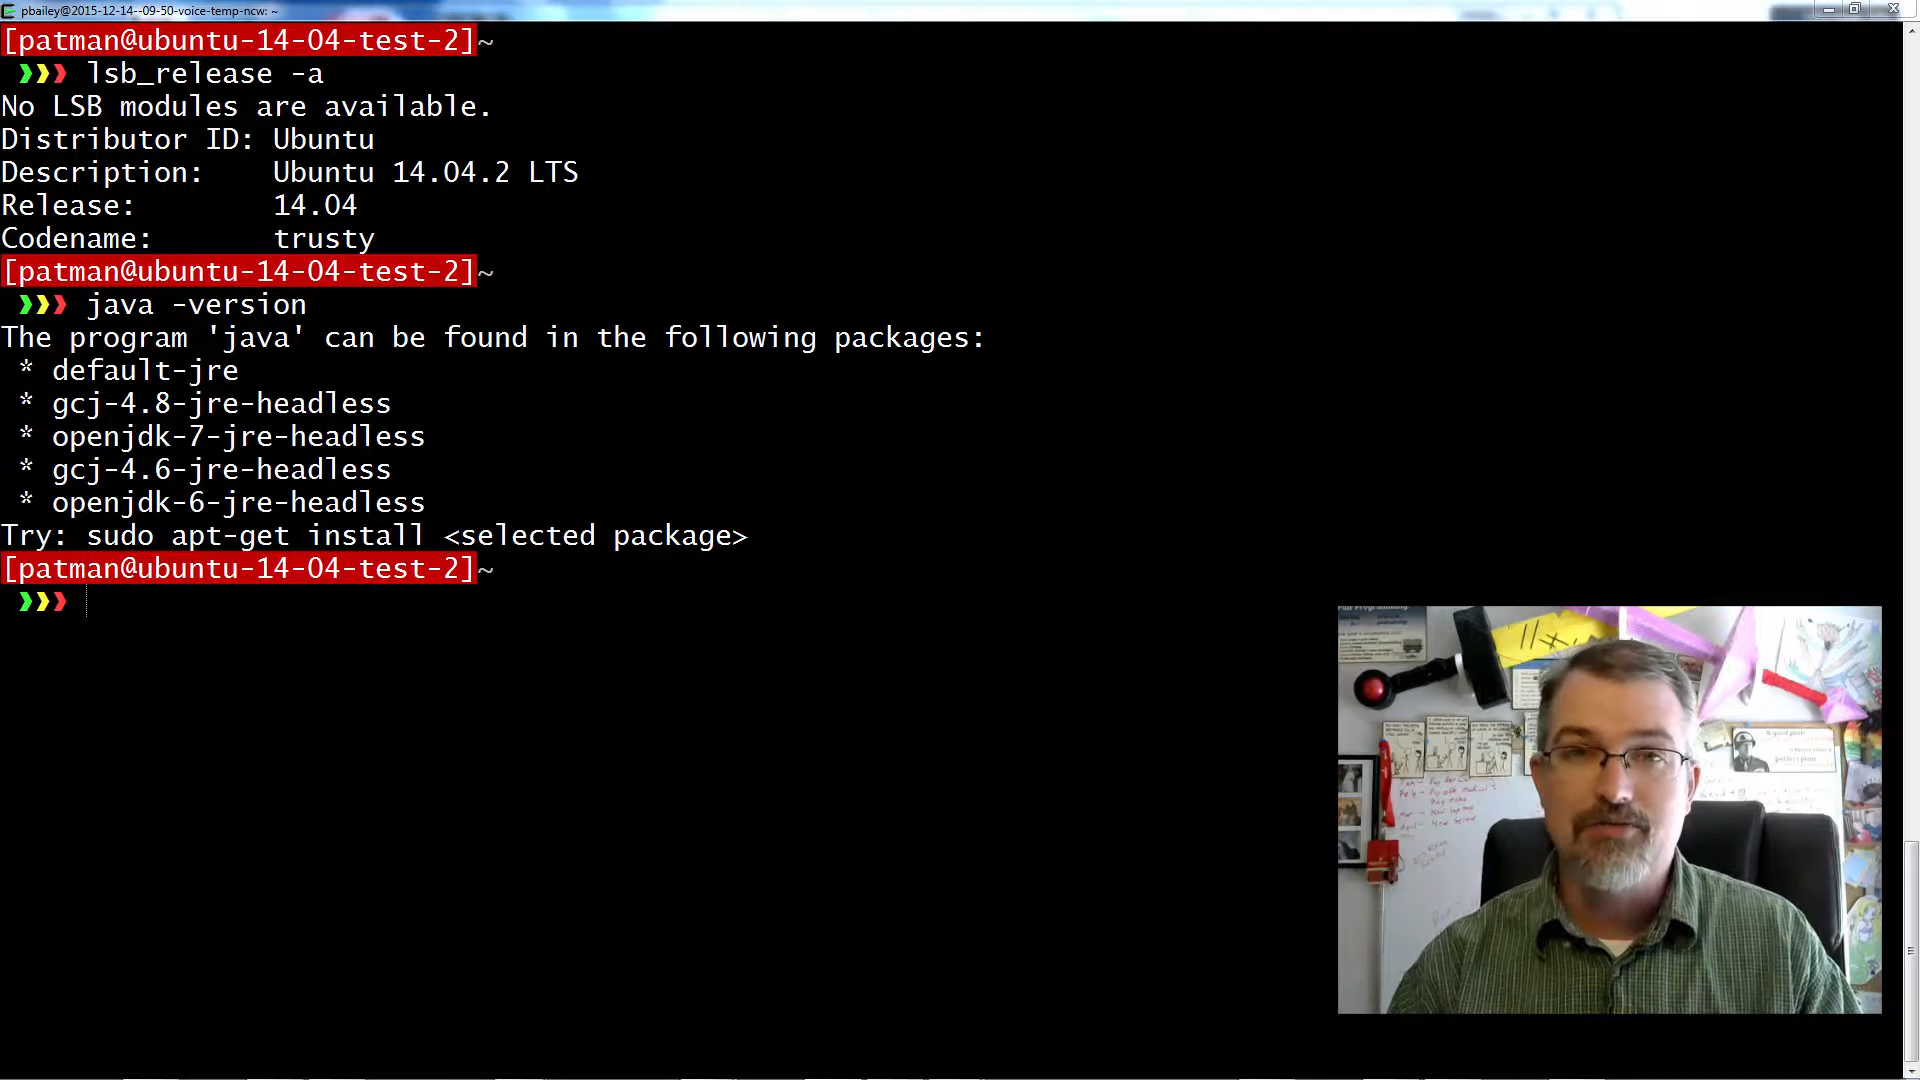 pbailey@2015-12-14--09-50-voice-temp-ncw: ~
[patman@ubuntu-14-04-test-2]~
❯❯❯ lsb_release -a
No LSB modules are available.
Distributor ID: Ubuntu
Description:    Ubuntu 14.04.2 LTS
Release:        14.04
Codename:       trusty
[patman@ubuntu-14-04-test-2]~
❯❯❯ java -version
The program 'java' can be found in the following packages:
 * default-jre
 * gcj-4.8-jre-headless
 * openjdk-7-jre-headless
 * gcj-4.6-jre-headless
 * openjdk-6-jre-headless
Try: sudo apt-get install <selected package>
[patman@ubuntu-14-04-test-2]~
❯❯❯
A good plan